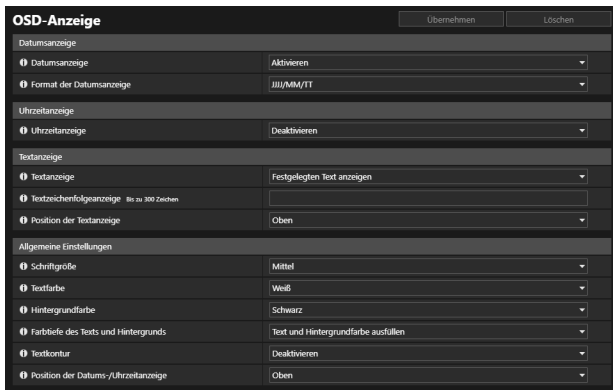 OSD-Anzeige Übernehmen Löschen
Datumsanzeige
Datumsanzeige Aktivieren
Format der Datumsanzeige JJJJ/MM/TT
Uhrzeitanzeige
Uhrzeitanzeige Deaktivieren
Textanzeige
Textanzeige Festgelegten Text anzeigen
Textzeichenfolgeanzeige Bis zu 300 Zeichen
Position der Textanzeige Oben
Allgemeine Einstellungen
Schriftgröße Mittel
Textfarbe Weiß
Hintergrundfarbe Schwarz
Farbtiefe des Texts und Hintergrunds Text und Hintergrundfarbe ausfüllen
Textkontur Deaktivieren
Position der Datums-/Uhrzeitanzeige Oben